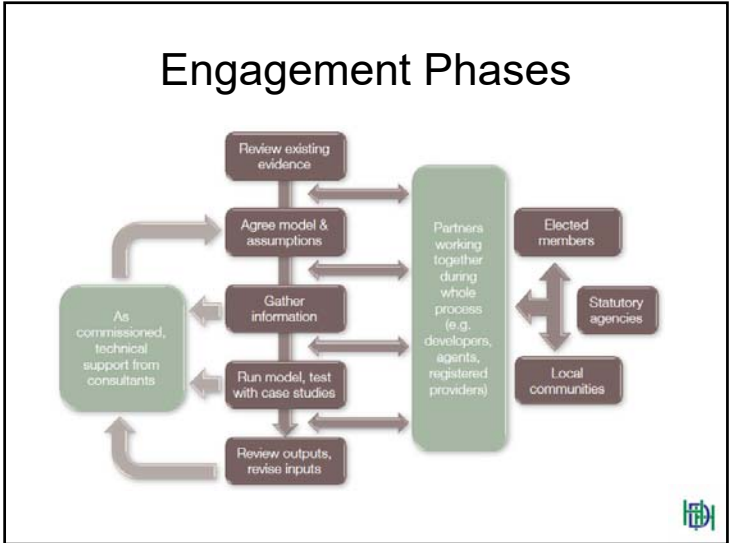 Engagement Phases
Review existing
evidence
Agree model &
assumptions
Gather
information
Run model, test
with case studies
Review outputs,
revise inputs
As
commissioned,
technical
support from
consultants
Partners
working
together
during
whole
process
(e.g.
developers,
agents,
registered
providers)
Elected
members
Statutory
agencies
Local
communities
HDH